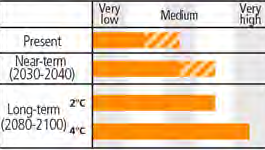 Very low Medium Very high
Present
Near-term
(2030-2040)
Long-term
(2080-2100)
2°C
4°C